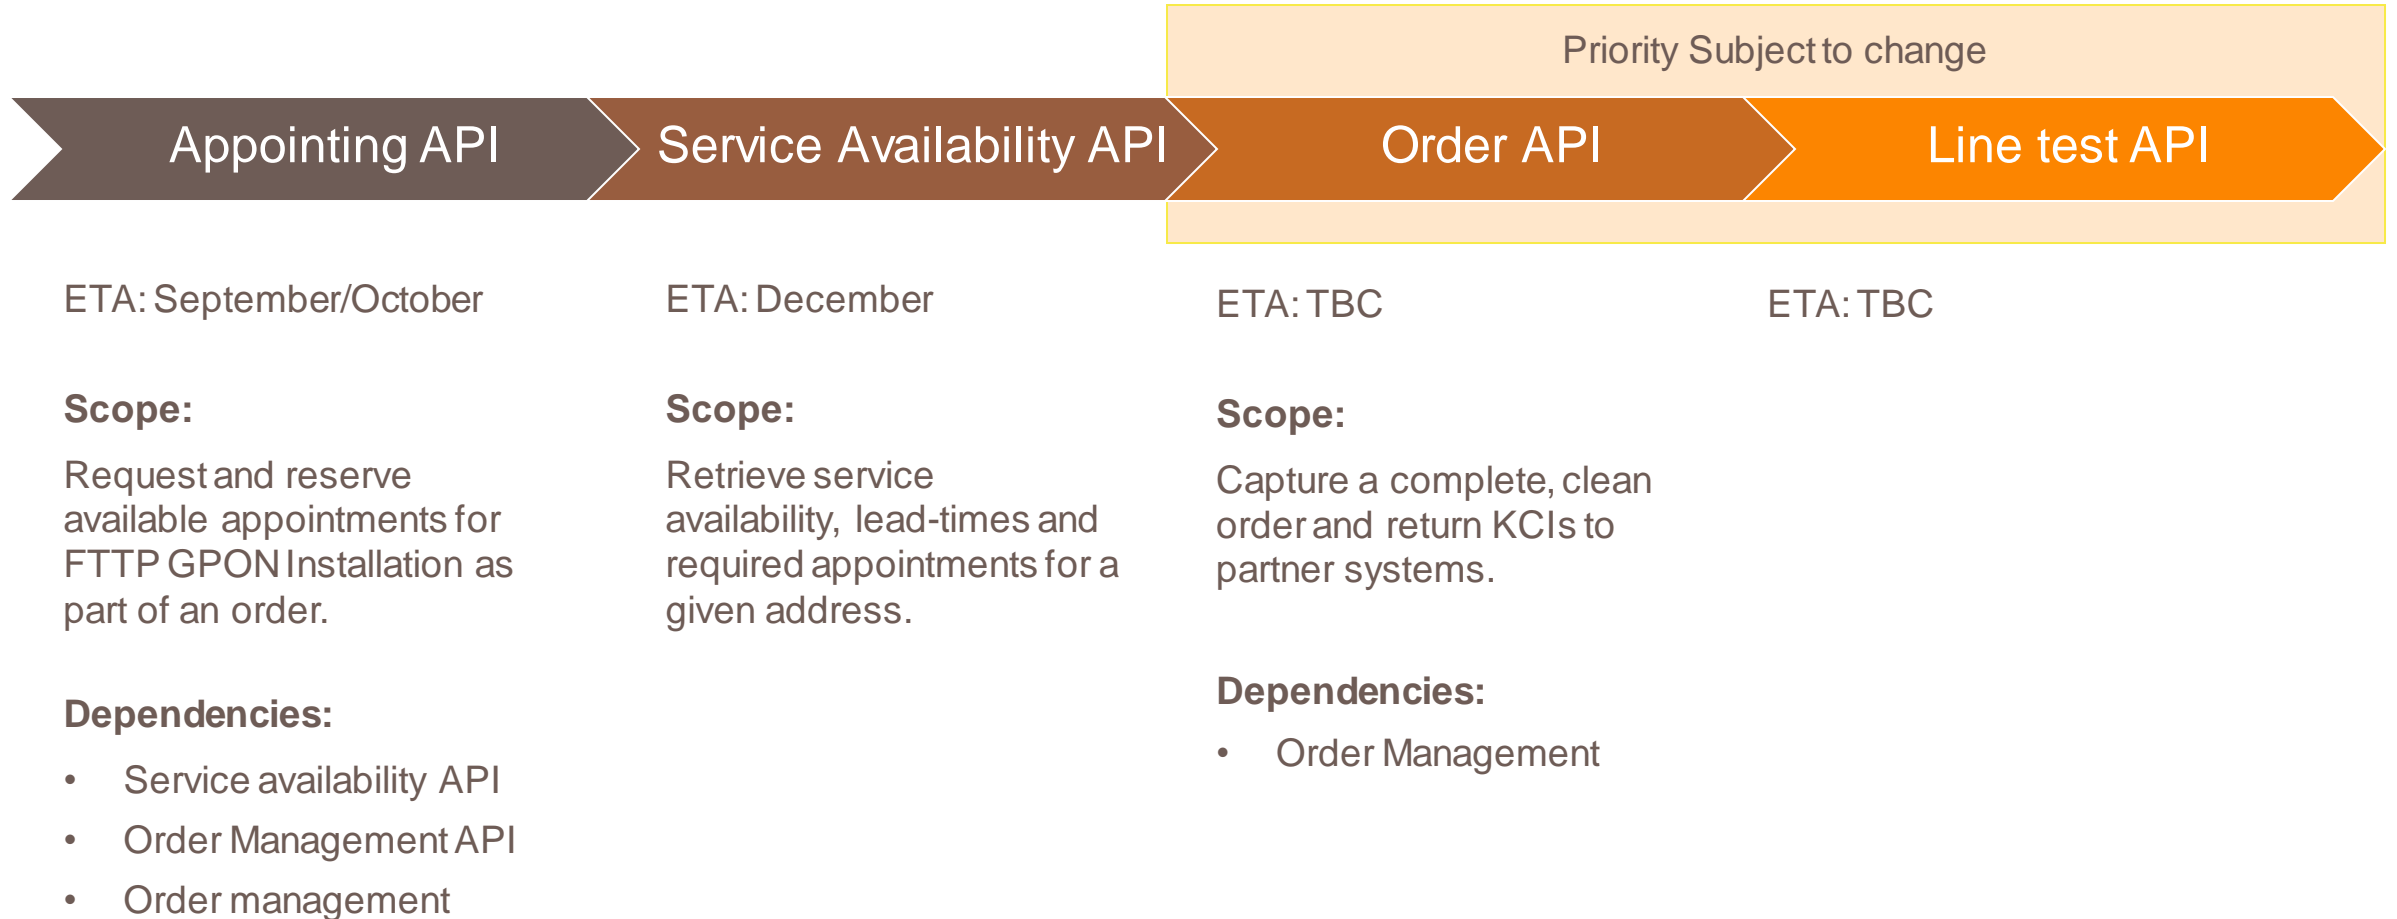 Priority Subject to change
Appointing API
Service Availability API
Order API
Line test API
ETA: September/October
Scope:
Request and reserve
available appointments for
FTTP GPON Installation as
part of an order.
Dependencies:
• Service availability API
• Order Management API
• Order management
ETA: December
Scope:
Retrieve service
availability, lead-times and
required appointments for a
given address.
ETA: TBC
Scope:
Capture a complete, clean
order and return KCIs to
partner systems.
Dependencies:
• Order Management
ETA: TBC